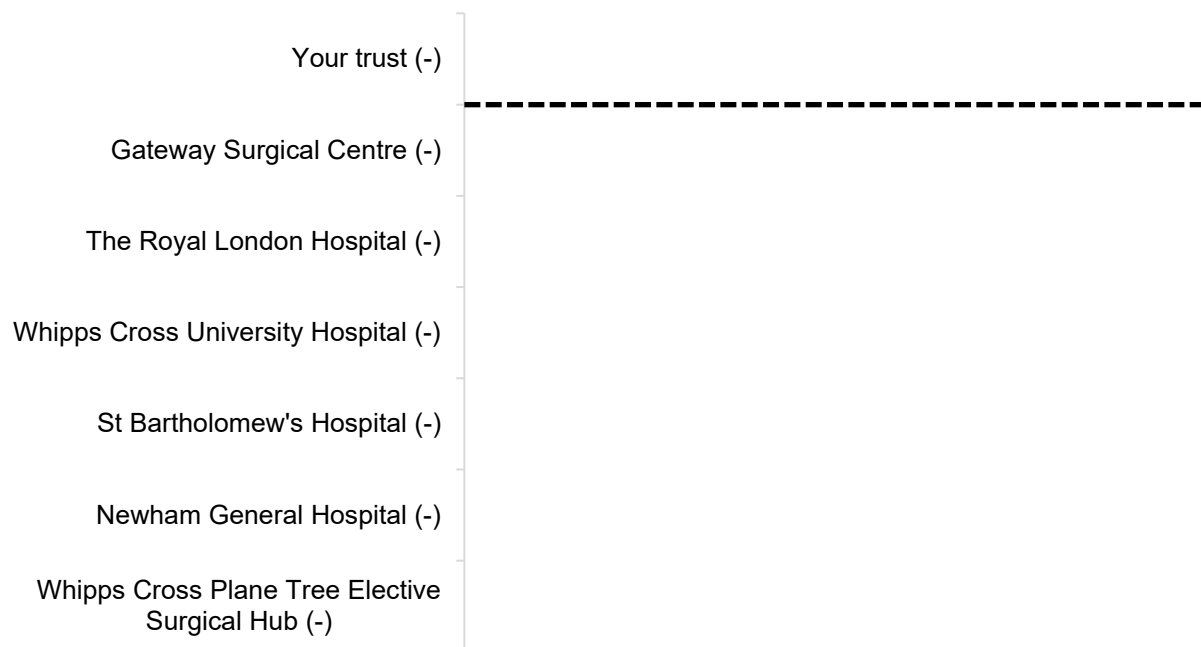 Your trust (-)
Gateway Surgical Centre (-)
The Royal London Hospital (-)
Whipps Cross University Hospital (-)
St Bartholomew's Hospital (-)
Newham General Hospital (-)
Whipps Cross Plane Tree Elective
Surgical Hub (-)